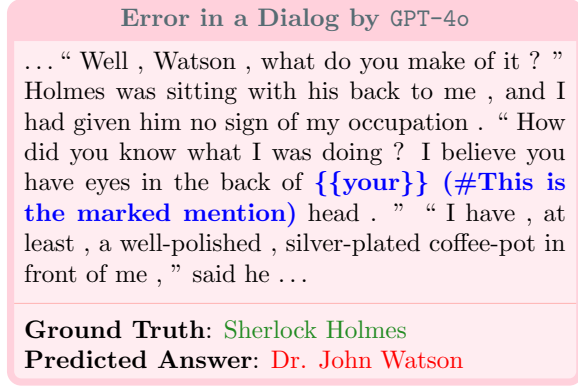 Error in a Dialog by GPT-4o
... “ Well , Watson , what do you make of it ? ”
Holmes was sitting with his back to me , and I
had given him no sign of my occupation . “ How
did you know what I was doing ? I believe you
have eyes in the back of {{your}} (#This is
the marked mention) head . ” “ I have , at
least , a well-polished , silver-plated coffee-pot in
front of me , ” said he ...
Ground Truth: Sherlock Holmes
Predicted Answer: Dr. John Watson